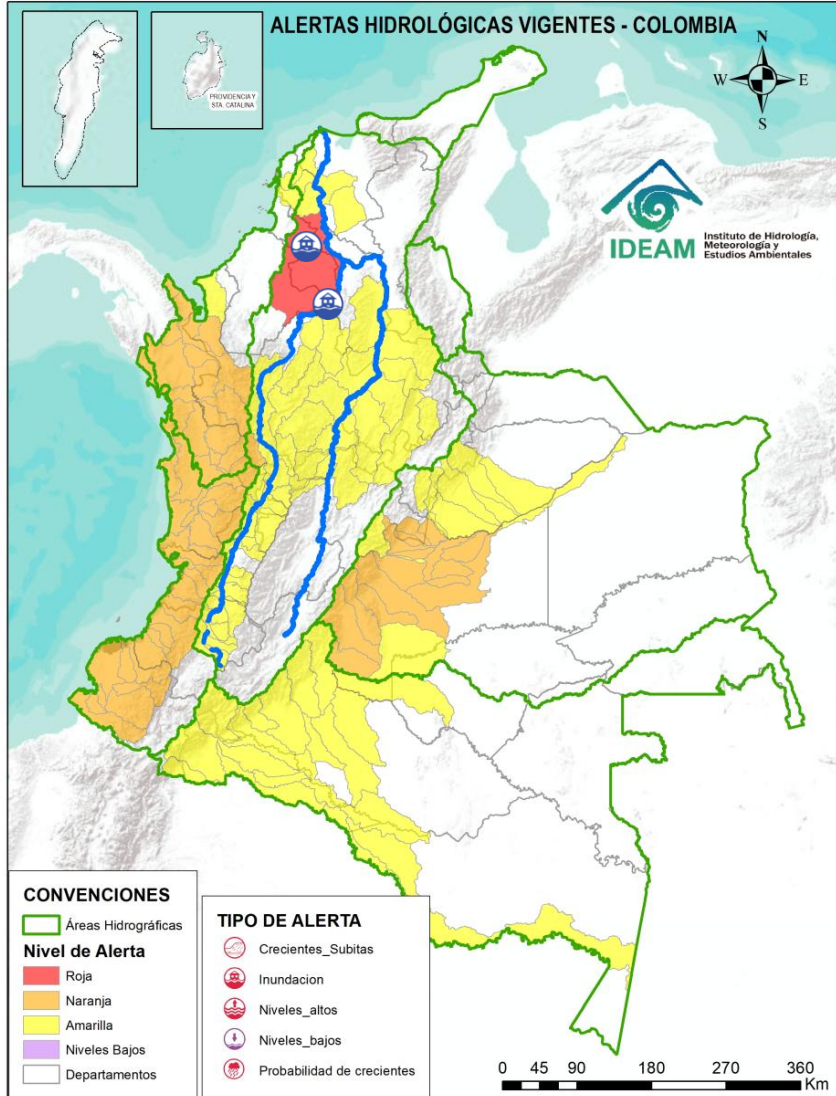 ALERTAS HIDROLÓGICAS VIGENTES - COLOMBIA
PROVIDENCIA Y
STA. CATALINA
N
W
E
S
IDEAM
Instituto de Hidrología,
Meteorología y
Estudios Ambientales
CONVENCIONES
Áreas Hidrográficas
Nivel de Alerta
Roja
Naranja
Amarilla
Niveles Bajos
Departamentos
TIPO DE ALERTA
Crecientes_Subitas
Inundacion
Niveles_altos
Niveles_bajos
Probabilidad de crecientes
0 45 90 180 270 360
Km